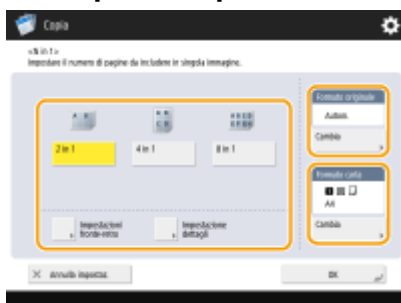 Copia
<N in 1>
Impostare il numero di pagine da includere in singola immagine.
Formato originale
Autom.
Cambia
2 in 1
4 in 1
8 in 1
Formato carta
A4
Cambia
Impostazioni
fronte-retro
Impostazione
dettagli
Annulla impostaz.
OK